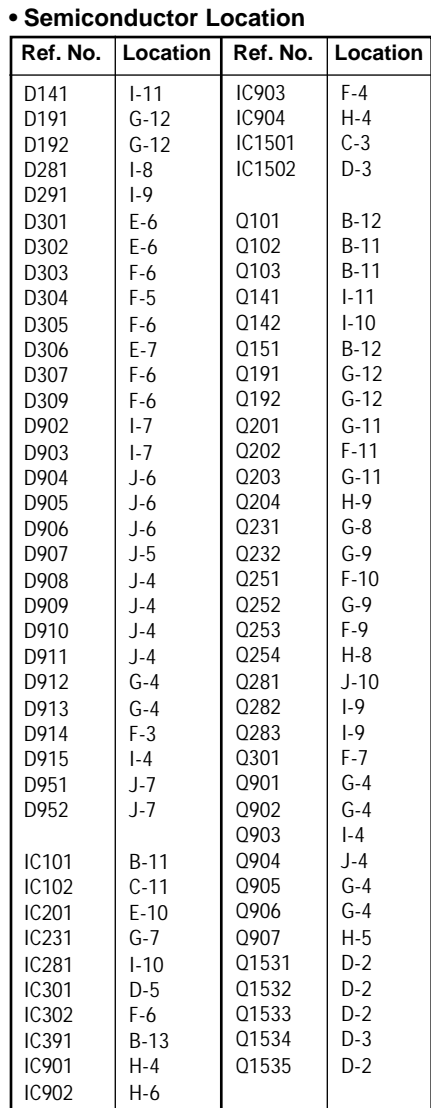 • Semiconductor Location
Ref. No. Location Ref. No. Location
D141 I-11 IC903 F-4
D191 G-12 IC904 H-4
D192 G-12 IC1501 C-3
D281 I-8 IC1502 D-3
D291 I-9
D301 E-6 Q101 B-12
D302 E-6 Q102 B-11
D303 F-6 Q103 B-11
D304 F-5 Q141 I-11
D305 F-6 Q142 I-10
D306 E-7 Q151 B-12
D307 F-6 Q191 G-12
D309 F-6 Q192 G-12
D902 I-7 Q201 G-11
D903 I-7 Q202 F-11
D904 J-6 Q203 G-11
D905 J-6 Q204 H-9
D906 J-6 Q231 G-8
D907 J-5 Q232 G-9
D908 J-4 Q251 F-10
D909 J-4 Q252 G-9
D910 J-4 Q253 F-9
D911 J-4 Q254 H-8
D912 G-4 Q281 J-10
D913 G-4 Q282 I-9
D914 F-3 Q283 I-9
D915 I-4 Q301 F-7
D951 J-7 Q901 G-4
D952 J-7 Q902 G-4
Q903 I-4
IC101 B-11 Q904 J-4
IC102 C-11 Q905 G-4
IC201 E-10 Q906 G-4
IC231 G-7 Q907 H-5
IC281 I-10 Q1531 D-2
IC301 D-5 Q1532 D-2
IC302 F-6 Q1533 D-2
IC391 B-13 Q1534 D-3
IC901 H-4 Q1535 D-2
IC902 H-6